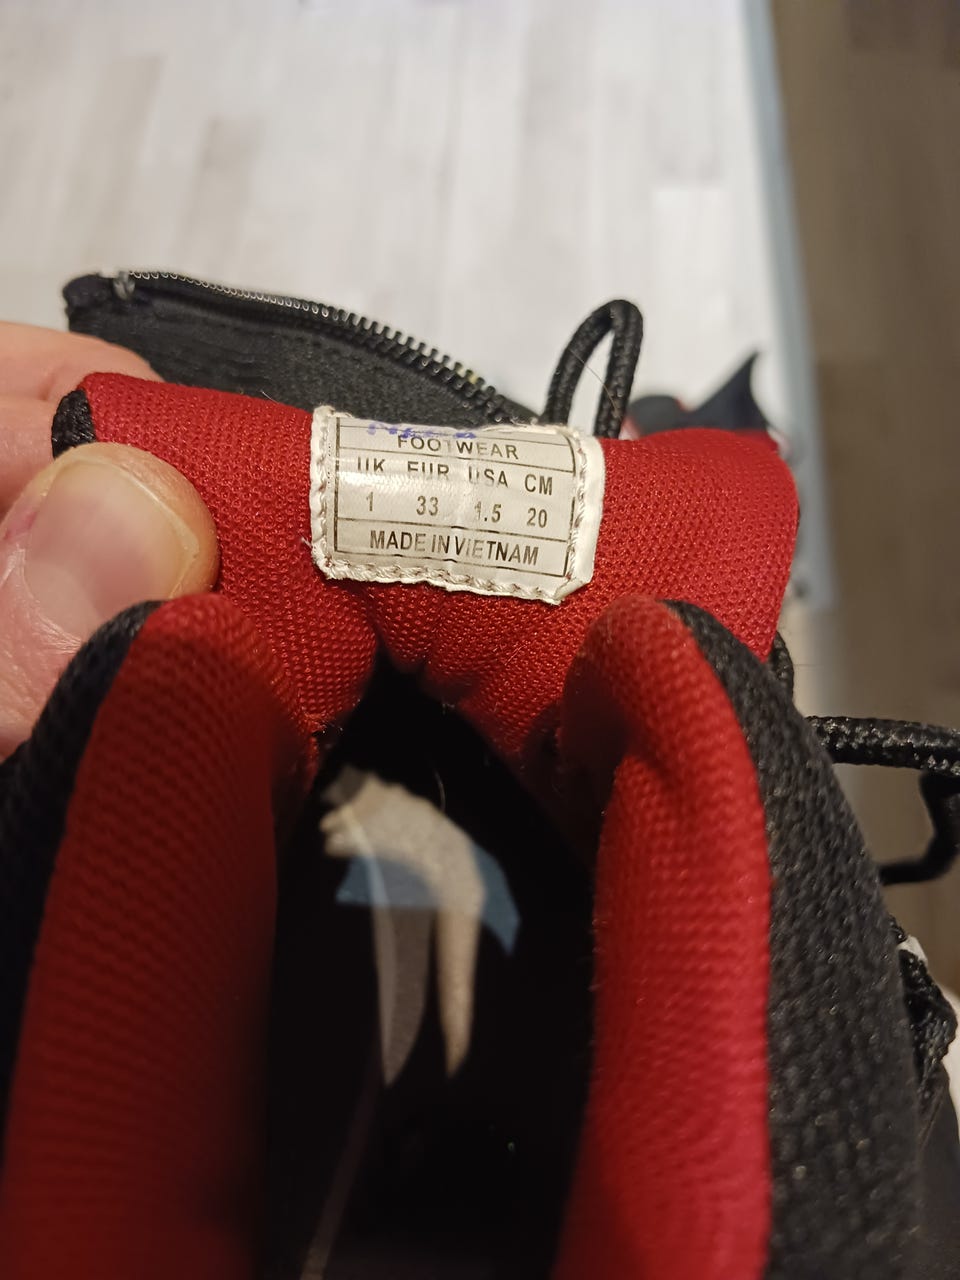 FOOTWEAR
UK EUR USA CM
1 33 1.5 20
MADE IN VIETNAM